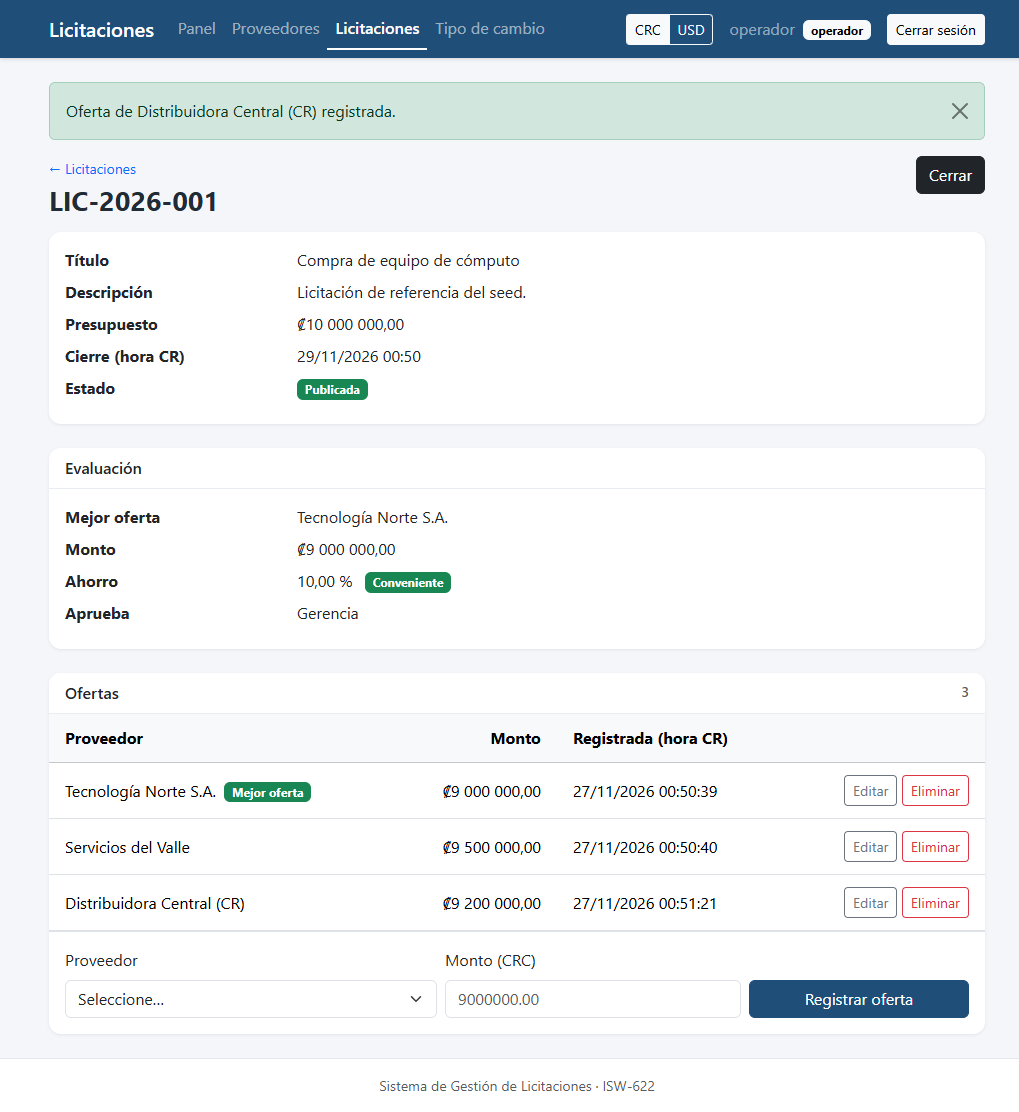 Licitaciones Panel Proveedores Licitaciones Tipo de cambio CRC USD operador operador Cerrar sesión
Oferta de Distribuidora Central (CR) registrada.
← Licitaciones
Cerrar
LIC-2026-001
Título Compra de equipo de cómputo
Descripción Licitación de referencia del seed.
Presupuesto ₡10 000 000,00
Cierre (hora CR) 29/11/2026 00:50
Estado Publicada
Evaluación
Mejor oferta Tecnología Norte S.A.
Monto ₡9 000 000,00
Ahorro 10,00 % Conveniente
Aprueba Gerencia
Ofertas 3
Proveedor Monto Registrada (hora CR)
Tecnología Norte S.A. Mejor oferta ₡9 000 000,00 27/11/2026 00:50:39 Editar Eliminar
Servicios del Valle ₡9 500 000,00 27/11/2026 00:50:40 Editar Eliminar
Distribuidora Central (CR) ₡9 200 000,00 27/11/2026 00:51:21 Editar Eliminar
Proveedor Monto (CRC)
Seleccione... 9000000.00 Registrar oferta
Sistema de Gestión de Licitaciones · ISW-622